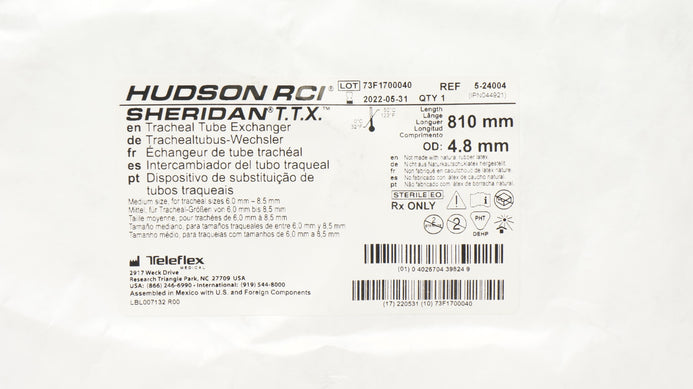 HUDSON RCI®
SHERIDAN® T.T.X.™
LOT 73F1700040
2022-05-31 QTY 1
REF 5-24004
(IPN044921)
0°C
32°F
50°C
122°F
en Tracheal Tube Exchanger
de Trachealtubus-Wechsler
fr Échangeur de tube trachéal
es Intercambiador del tubo traqueal
pt Dispositivo de substituição de
tubos traqueais
Medium size, for tracheal sizes 6.0 mm – 8.5 mm
Mittel, für Tracheal-Größen von 6.0 mm bis 8.5 mm
Taille moyenne, pour trachées de 6.0 mm à 8.5 mm
Tamaño mediano, para tamaños traqueales de entre 6.0 mm y 8.5 mm
Tamanho médio, para traqueias com tamanhos de 6.0 mm a 8.5 mm
Length
Länge
Longueur
Longitud
Comprimento
810 mm
OD: 4.8 mm
en Not made with natural rubber latex.
de Nicht aus Naturkautschuklatex hergestellt.
fr Non fabriqué en caoutchouc de latex naturel.
es No fabricado con látex de caucho natural.
pt Não fabricado com látex de borracha natural.
STERILE EO
Rx ONLY
2
PHT
DEHP
Teleflex
MEDICAL
2917 Weck Drive
Research Triangle Park, NC 27709 USA
USA: (866) 246-6990 - International: (919) 544-8000
Assembled in Mexico with U.S. and Foreign Components
LBL007132 R00
(01) 0 4026704 39824 9
(17) 220531 (10) 73F1700040